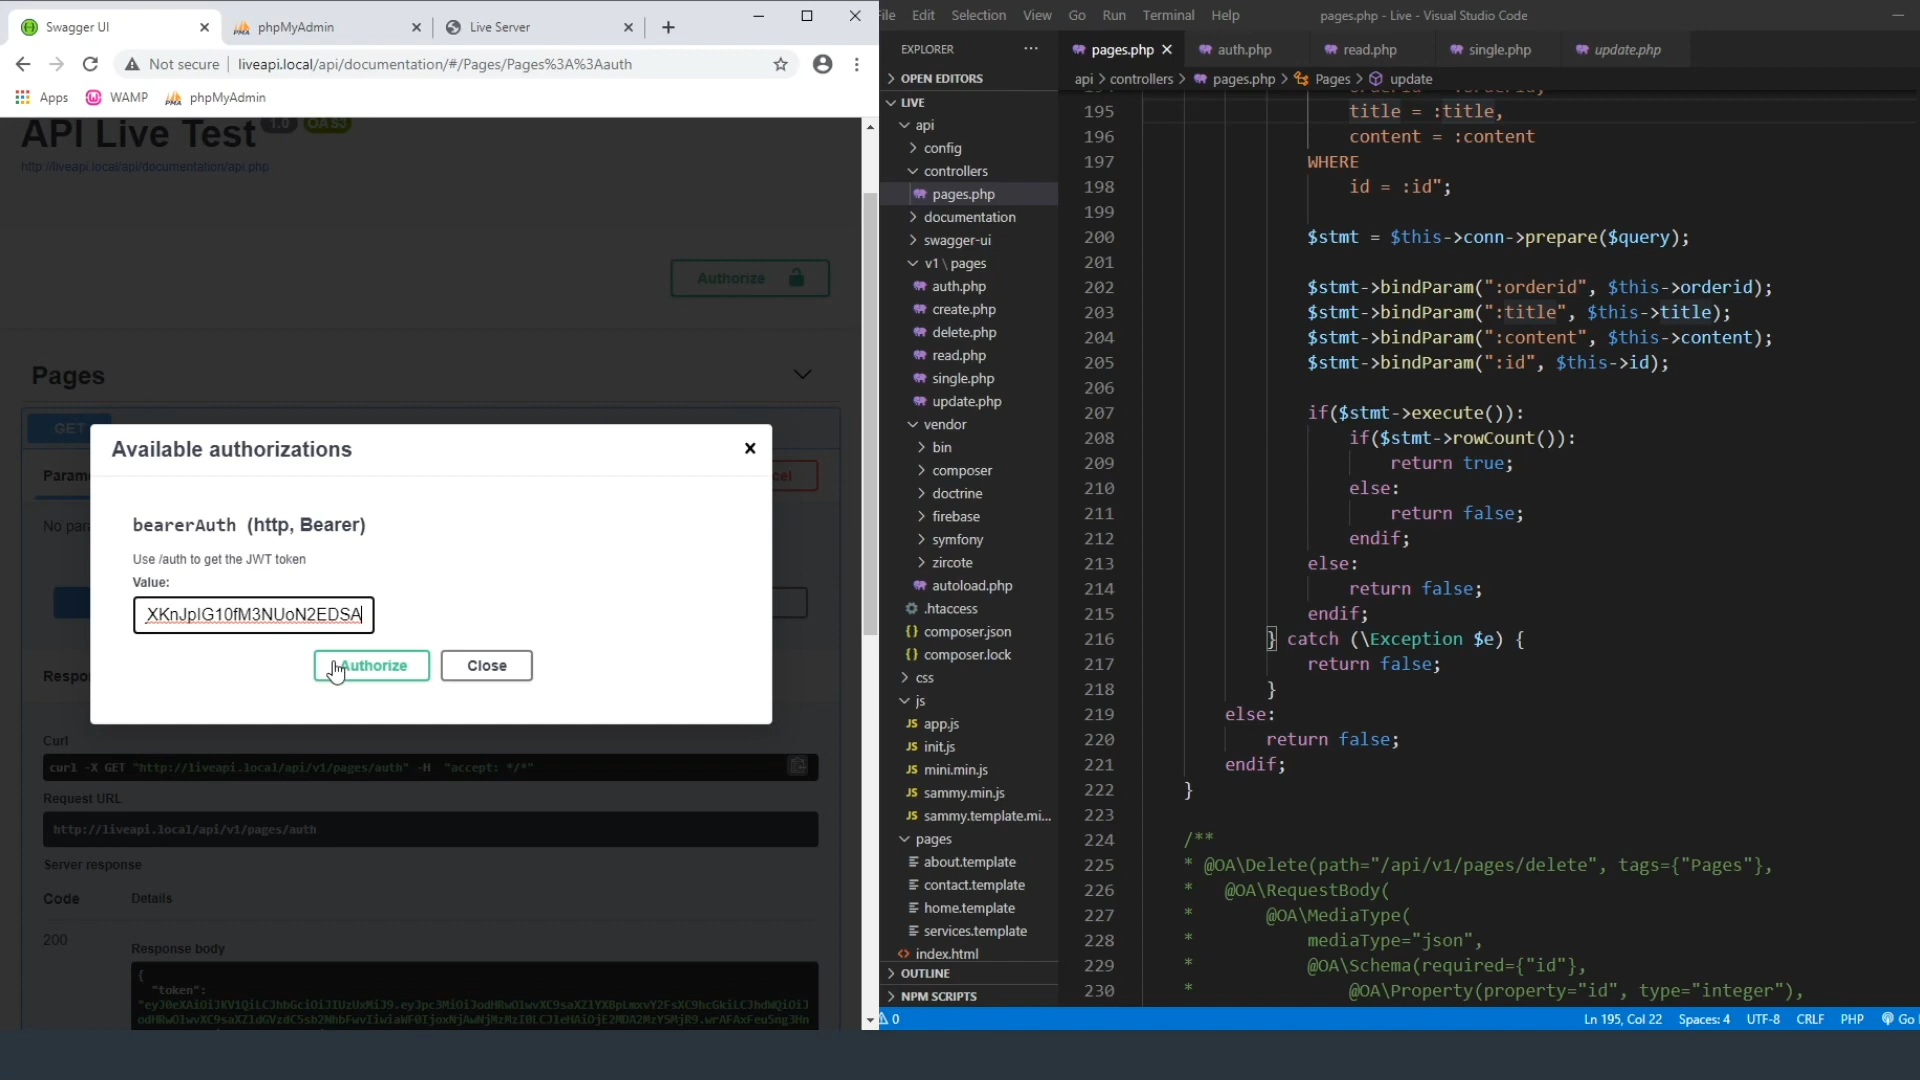 Swagger UI
phpMyAdmin
Live Server
Not secure
liveapi.local/api/documentation/#/Pages/Pages%3A%3Aauth
Apps
WAMP
phpMyAdmin
API Live Test 1.0 OAS3
http://liveapi.local/api/documentation/api.php
Authorize
Pages
GET
Available authorizations
bearerAuth (http, Bearer)
Use /auth to get the JWT token
Value:
XKnJpIG10fM3NUoN2EDSA
Authorize
Close
Curl
curl -X GET "http://liveapi.local/api/v1/pages/auth" -H "accept: */*"
Request URL
http://liveapi.local/api/v1/pages/auth
Server response
Code
Details
200
Response body
{
"token":
Edit
Selection
View
Go
Run
Terminal
Help
pages.php - Live - Visual Studio Code
EXPLORER
pages.php
auth.php
read.php
single.php
update.php
api > controllers > pages.php > Pages > update
OPEN EDITORS
LIVE
api
config
controllers
pages.php
documentation
swagger-ui
v1 \ pages
auth.php
create.php
delete.php
read.php
single.php
update.php
vendor
bin
composer
doctrine
firebase
symfony
zircote
autoload.php
.htaccess
{} composer.json
{} composer.lock
css
js
JS app.js
JS init.js
JS mini.min.js
JS sammy.min.js
JS sammy.template.mi...
pages
about.template
contact.template
home.template
services.template
<> index.html
OUTLINE
NPM SCRIPTS
195 title = :title,
196 content = :content
197 WHERE
198 id = :id";
199
200 $stmt = $this->conn->prepare($query);
201
202 $stmt->bindParam(":orderid", $this->orderid);
203 $stmt->bindParam(":title", $this->title);
204 $stmt->bindParam(":content", $this->content);
205 $stmt->bindParam(":id", $this->id);
206
207 if($stmt->execute()):
208 if($stmt->rowCount()):
209 return true;
210 else:
211 return false;
212 endif;
213 else:
214 return false;
215 endif;
216 } catch (\Exception $e) {
217 return false;
218 }
219 else:
220 return false;
221 endif;
222 }
223
224 /**
225 * @OA\Delete(path="/api/v1/pages/delete", tags={"Pages"},
226 * @OA\RequestBody(
227 * @OA\MediaType(
228 * mediaType="json",
229 * @OA\Schema(required={"id"},
230 * @OA\Property(property="id", type="integer"),
0
Ln 195, Col 22
Spaces: 4
UTF-8
CRLF
PHP
Go